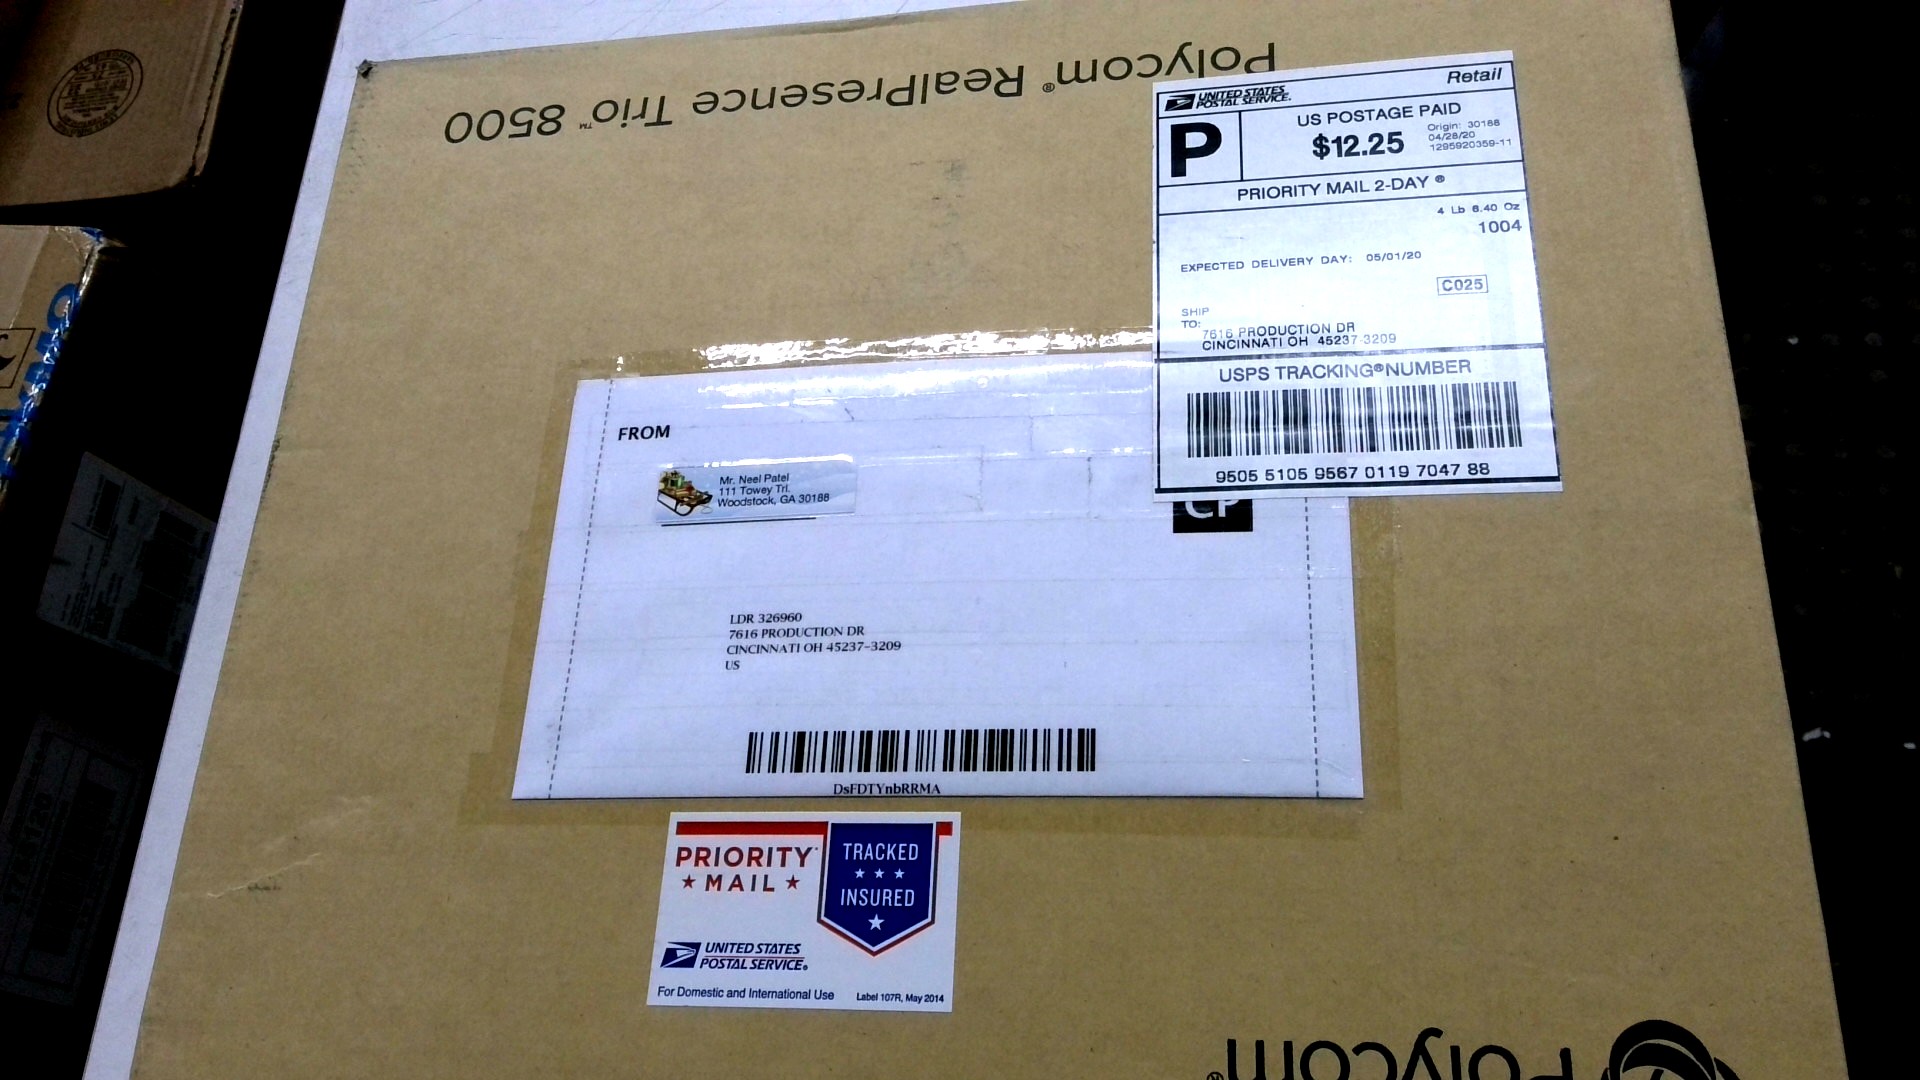 Polycom® RealPresence Trio™ 8500
UNITED STATES
POSTAL SERVICE®
Retail
P
US POSTAGE PAID
$12.25
Origin: 30188
04/28/20
1295920359-11
PRIORITY MAIL 2-DAY ®
4 Lb 6.40 Oz
1004
EXPECTED DELIVERY DAY: 05/01/20
C025
SHIP
TO:
7616 PRODUCTION DR
CINCINNATI OH 45237-3209
USPS TRACKING® NUMBER
9505 5105 9567 0119 7047 88
FROM
Mr. Neel Patel
111 Towey Trl.
Woodstock, GA 30188
CP
LDR 326960
7616 PRODUCTION DR
CINCINNATI OH 45237-3209
US
DsFDTYnbRRMA
PRIORITY
★ MAIL ★
TRACKED
★ ★ ★
INSURED
★
UNITED STATES
POSTAL SERVICE®
For Domestic and International Use
Label 107R, May 2014
Polycom®